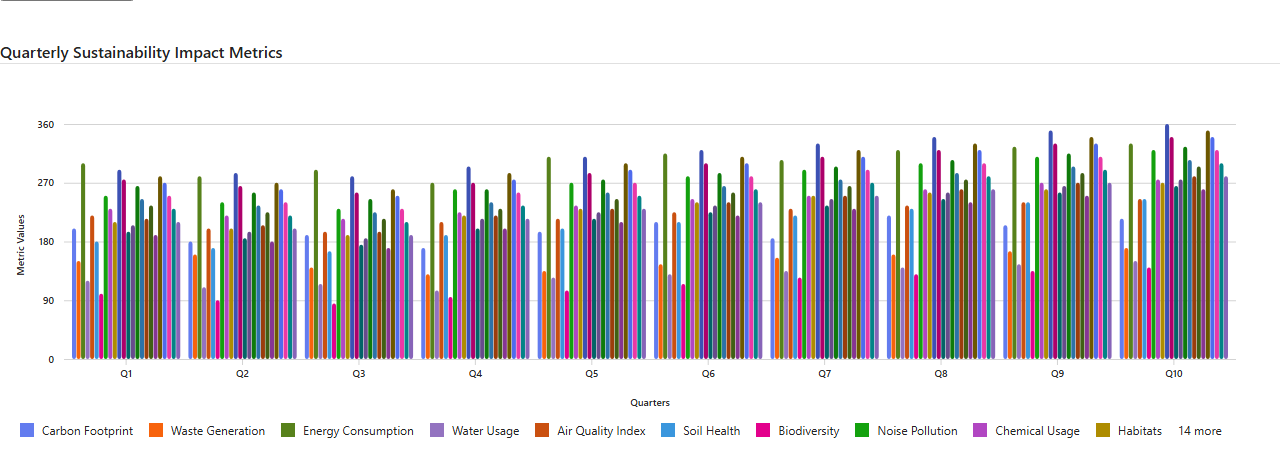 Quarterly Sustainability Impact Metrics
360
270
180
90
0
Metric Values
Q1 Q2 Q3 Q4 Q5 Q6 Q7 Q8 Q9 Q10
Quarters
Carbon Footprint Waste Generation Energy Consumption Water Usage Air Quality Index Soil Health Biodiversity Noise Pollution Chemical Usage Habitats 14 more